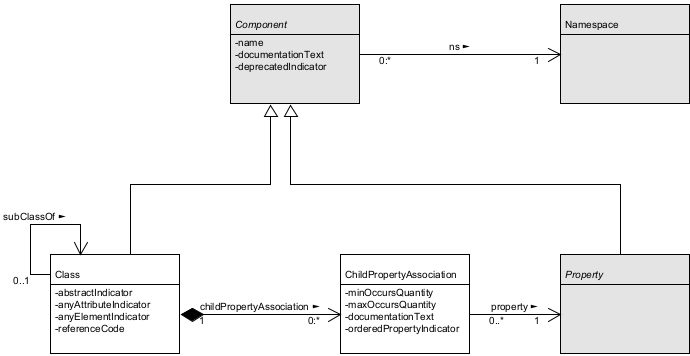 Component
-name
-documentationText
-deprecatedIndicator
Namespace
ns ►
0:*
1
subClassOf ►
0..1
Class
-abstractIndicator
-anyAttributeIndicator
-anyElementIndicator
-referenceCode
childPropertyAssociation ►
1
0:*
ChildPropertyAssociation
-minOccursQuantity
-maxOccursQuantity
-documentationText
-orderedPropertyIndicator
property ►
0..*
1
Property